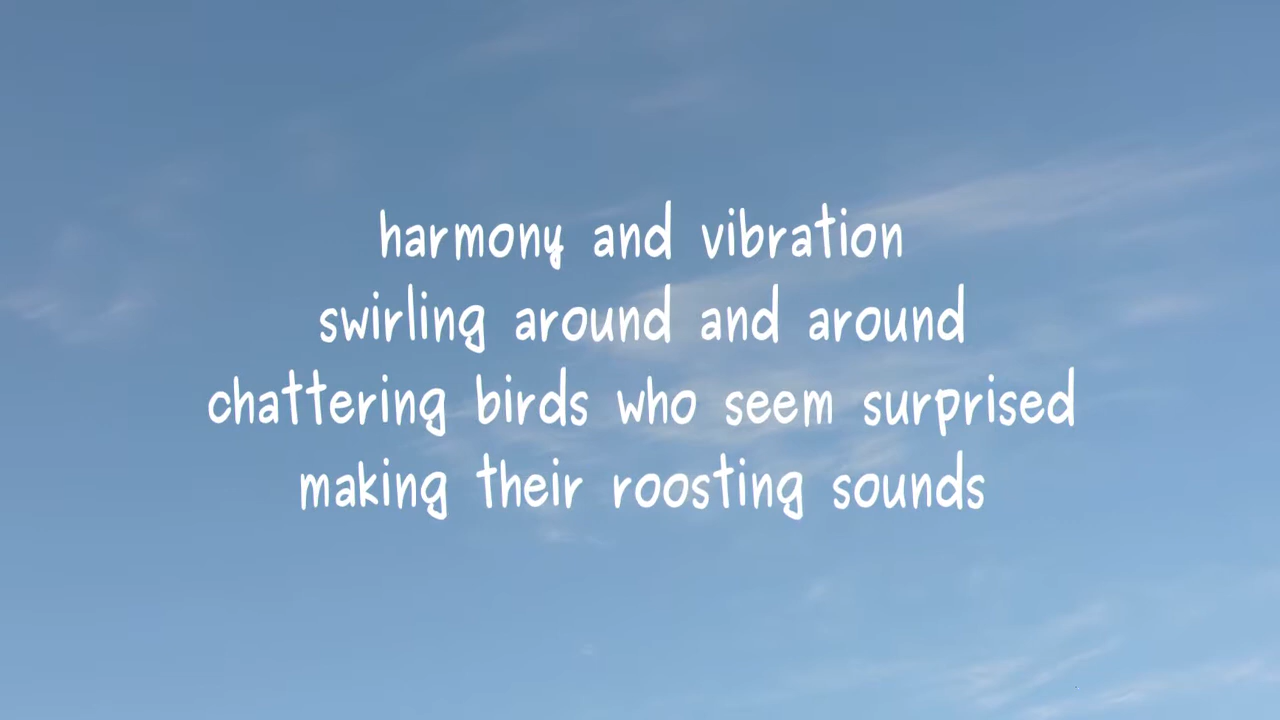 harmony and vibration
swirling around and around
chattering birds who seem surprised
making their roosting sounds